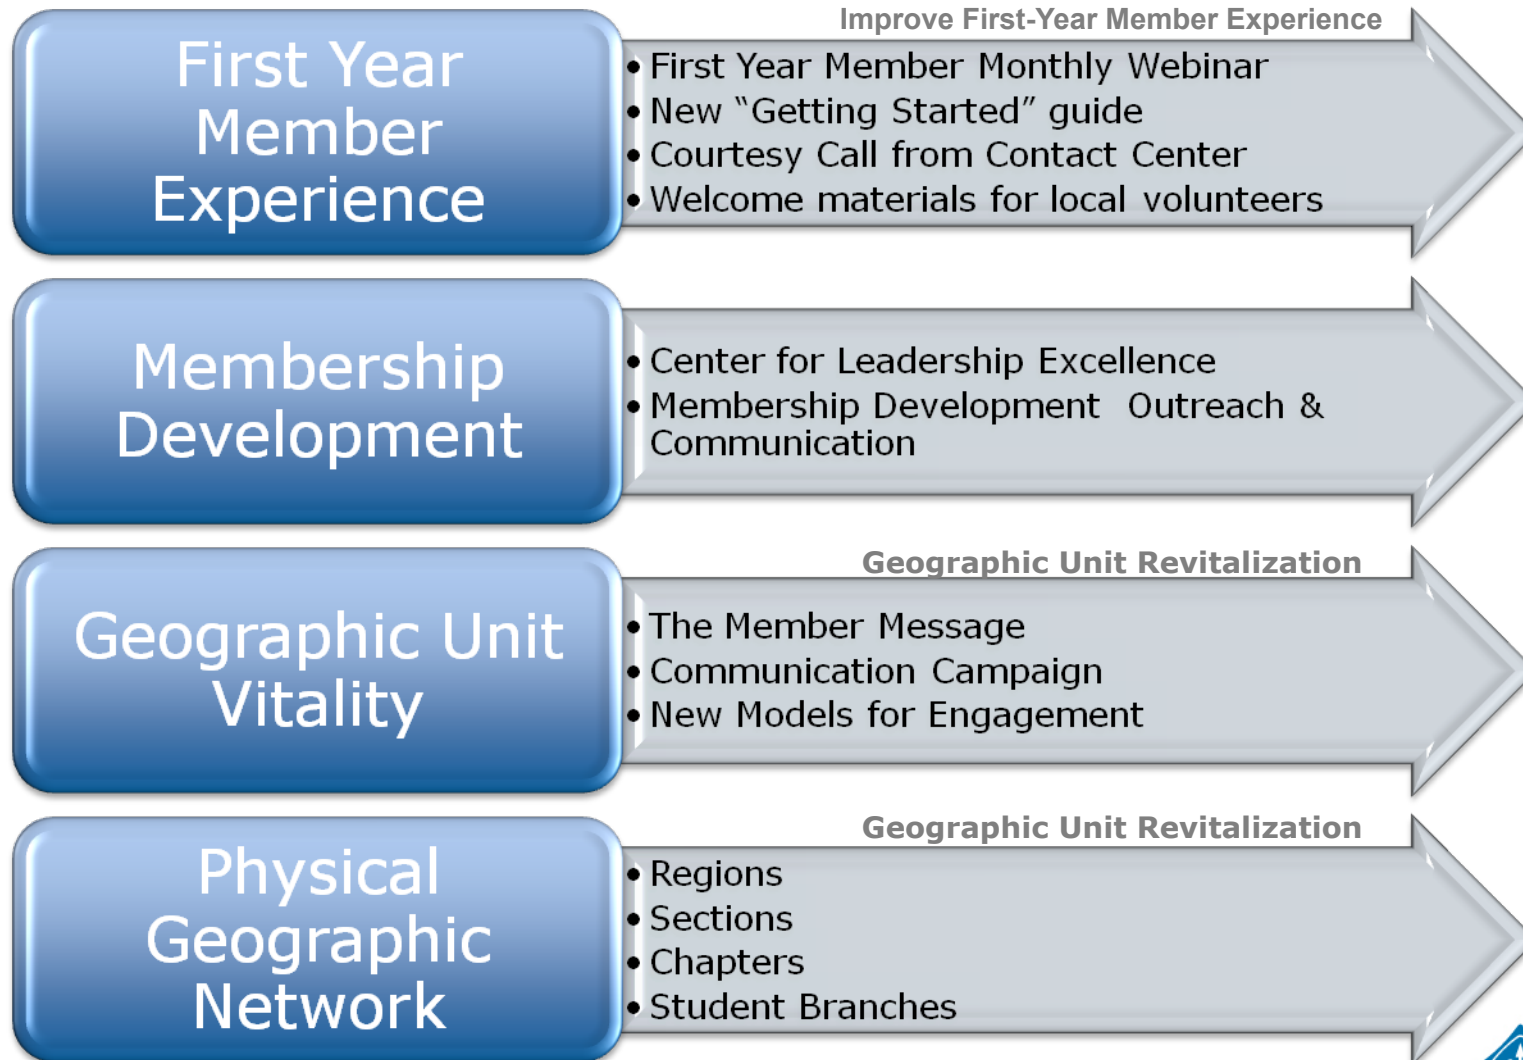 Improve First-Year Member Experience
First Year
Member
Experience
• First Year Member Monthly Webinar
• New “Getting Started” guide
• Courtesy Call from Contact Center
• Welcome materials for local volunteers
Membership
Development
• Center for Leadership Excellence
• Membership Development  Outreach &
Communication
Geographic Unit Revitalization
Geographic Unit
Vitality
• The Member Message
• Communication Campaign
• New Models for Engagement
Geographic Unit Revitalization
Physical
Geographic
Network
• Regions
• Sections
• Chapters
• Student Branches